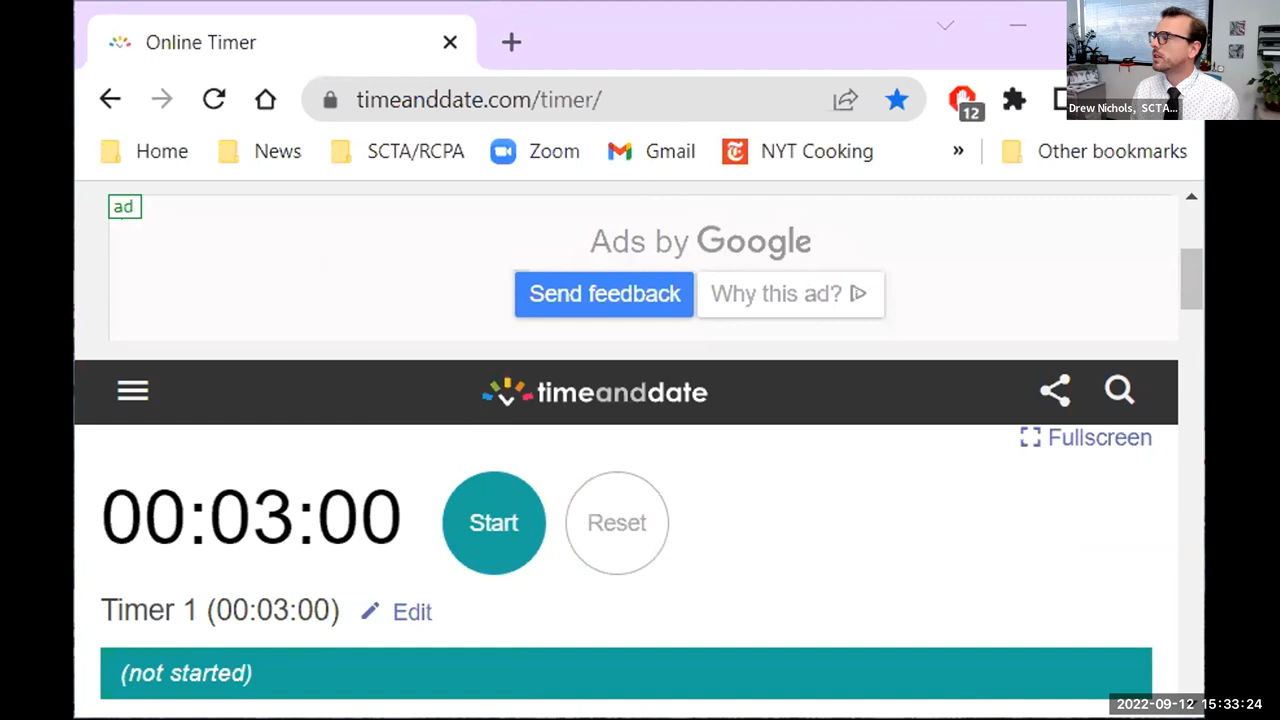 Online Timer
timeanddate.com/timer/
12
Drew Nichols, SCTA...
Home News SCTA/RCPA Zoom Gmail NYT Cooking » Other bookmarks
ad
Ads by Google
Send feedback Why this ad?
timeanddate
Fullscreen
00:03:00 Start Reset
Timer 1 (00:03:00) Edit
(not started)
2022-09-12 15:33:24